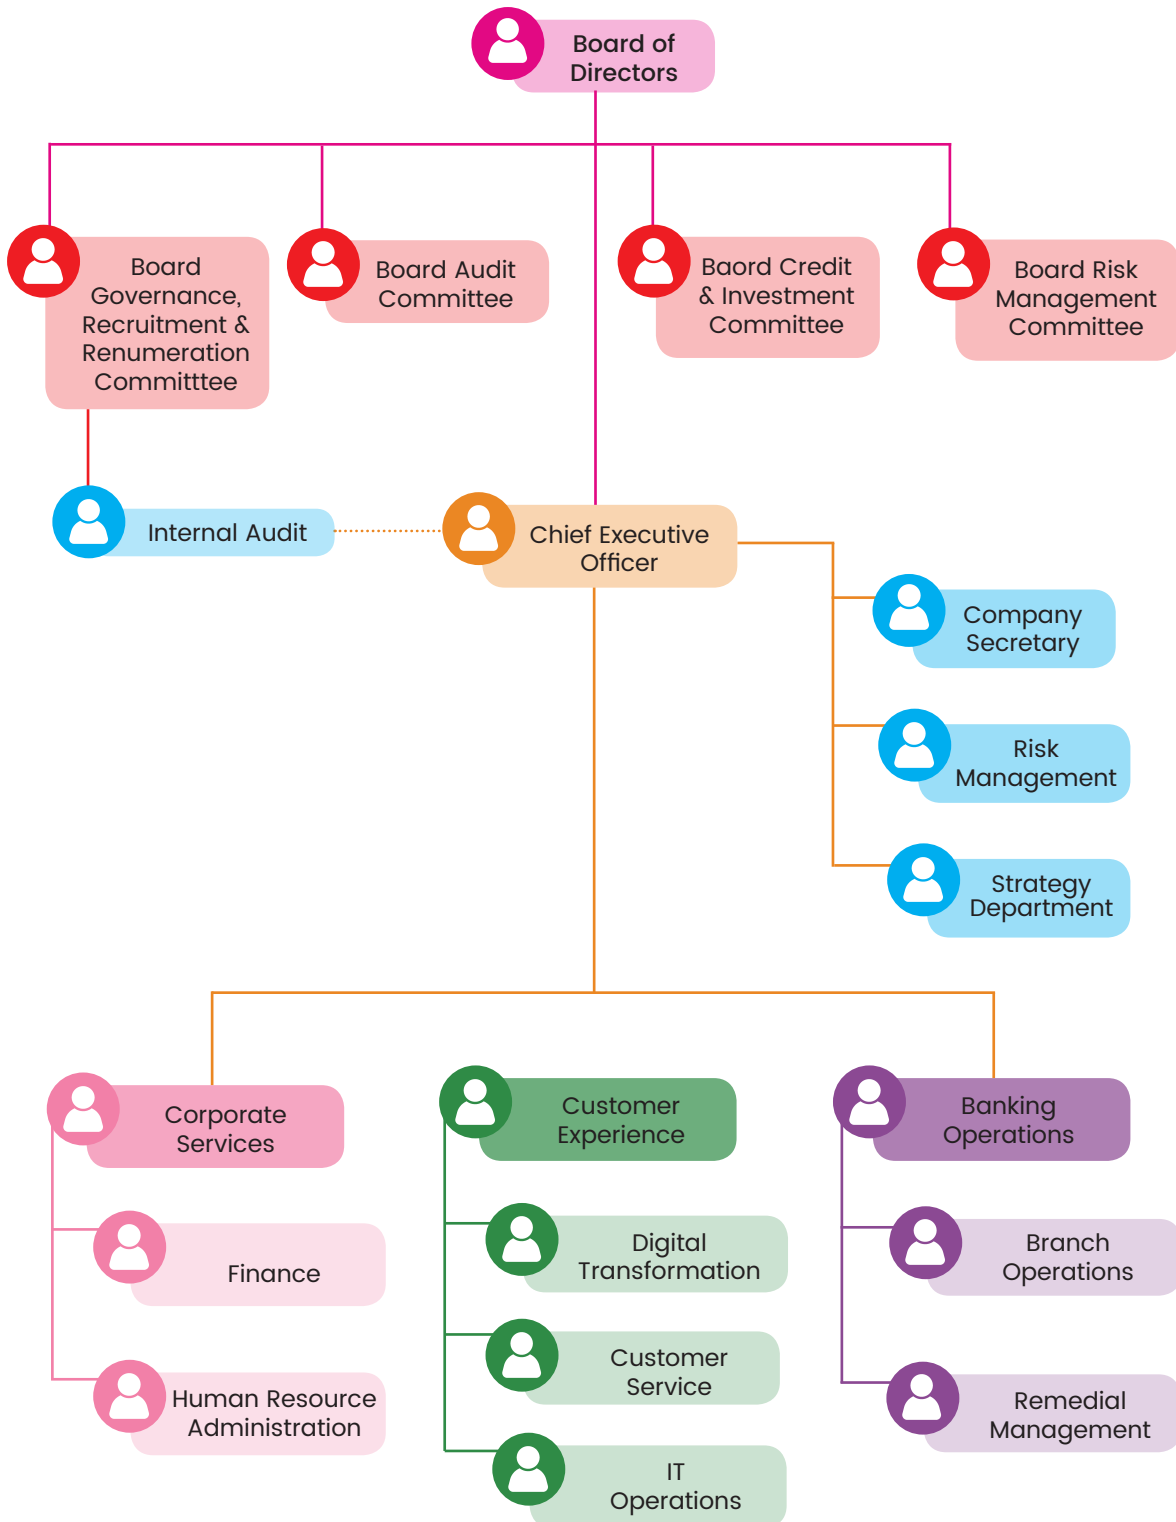 Board of
Directors
Board
Governance,
Recruitment &
Renumeration
Committtee
Board Audit
Committee
Baord Credit
& Investment
Committee
Board Risk
Management
Committee
Internal Audit
Chief Executive
Officer
Company
Secretary
Risk
Management
Strategy
Department
Corporate
Services
Finance
Human Resource
Administration
Customer
Experience
Digital
Transformation
Customer
Service
IT
Operations
Banking
Operations
Branch
Operations
Remedial
Management